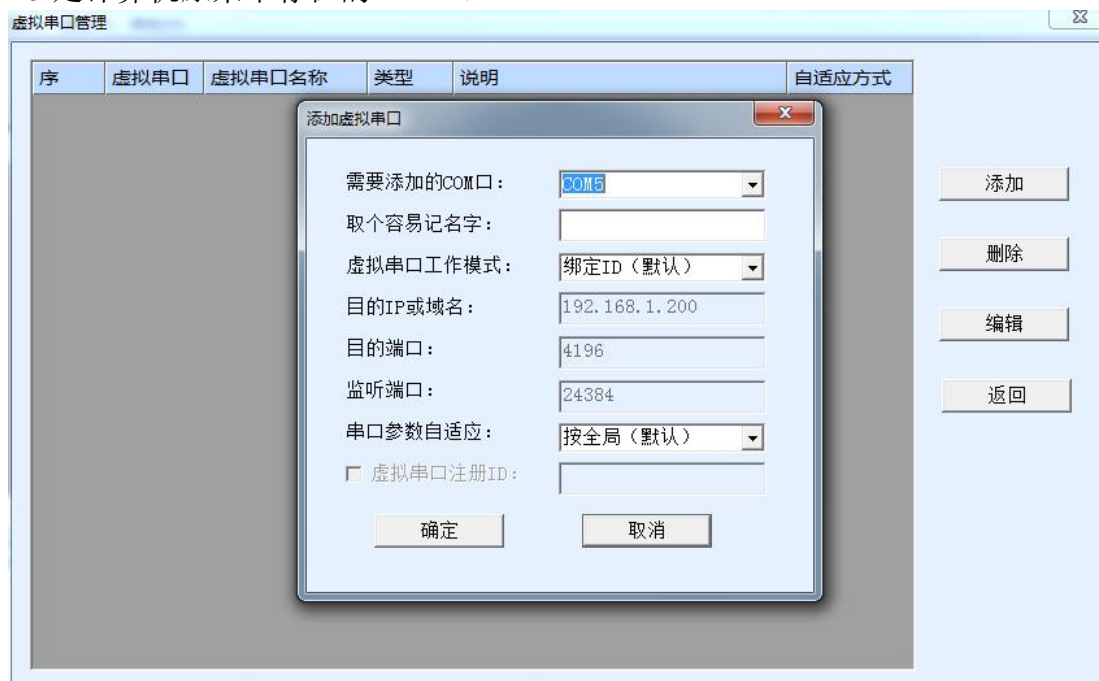 虚拟串口管理
序 虚拟串口 虚拟串口名称 类型 说明 自适应方式
添加虚拟串口
需要添加的COM口： COM5
取个容易记名字：
虚拟串口工作模式： 绑定ID（默认）
目的IP或域名： 192.168.1.200
目的端口： 4196
监听端口： 24384
串口参数自适应： 按全局（默认）
虚拟串口注册ID：
确定 取消
添加
删除
编辑
返回